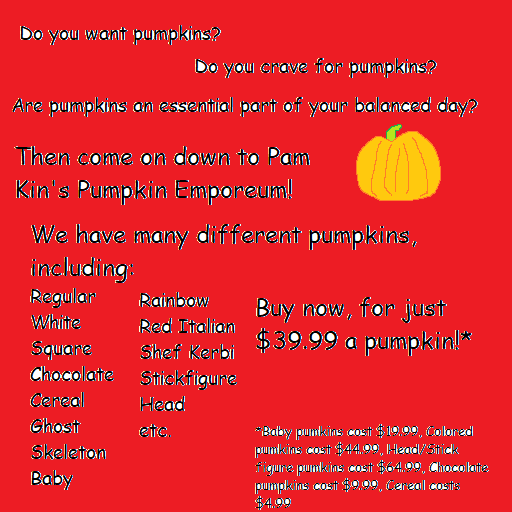 Do you want pumpkins?
Do you crave for pumpkins?
Are pumpkins an essential part of your balanced day?
Then come on down to Pam
Kin's Pumpkin Emporeum!
We have many different pumpkins,
including:
Regular
White
Square
Chocolate
Cereal
Ghost
Skeleton
Baby
Rainbow
Red Italian
Shef Kerbi
Stickfigure
Head
etc.
Buy now, for just
$39.99 a pumpkin!*
*Baby punkins cost $19.99, Colored
pumkins cost $44.99, Head/Stick
figure pumkins cost $64.99, Chocolate
pumpkins cost $9.99, Cereal costs
$4.99